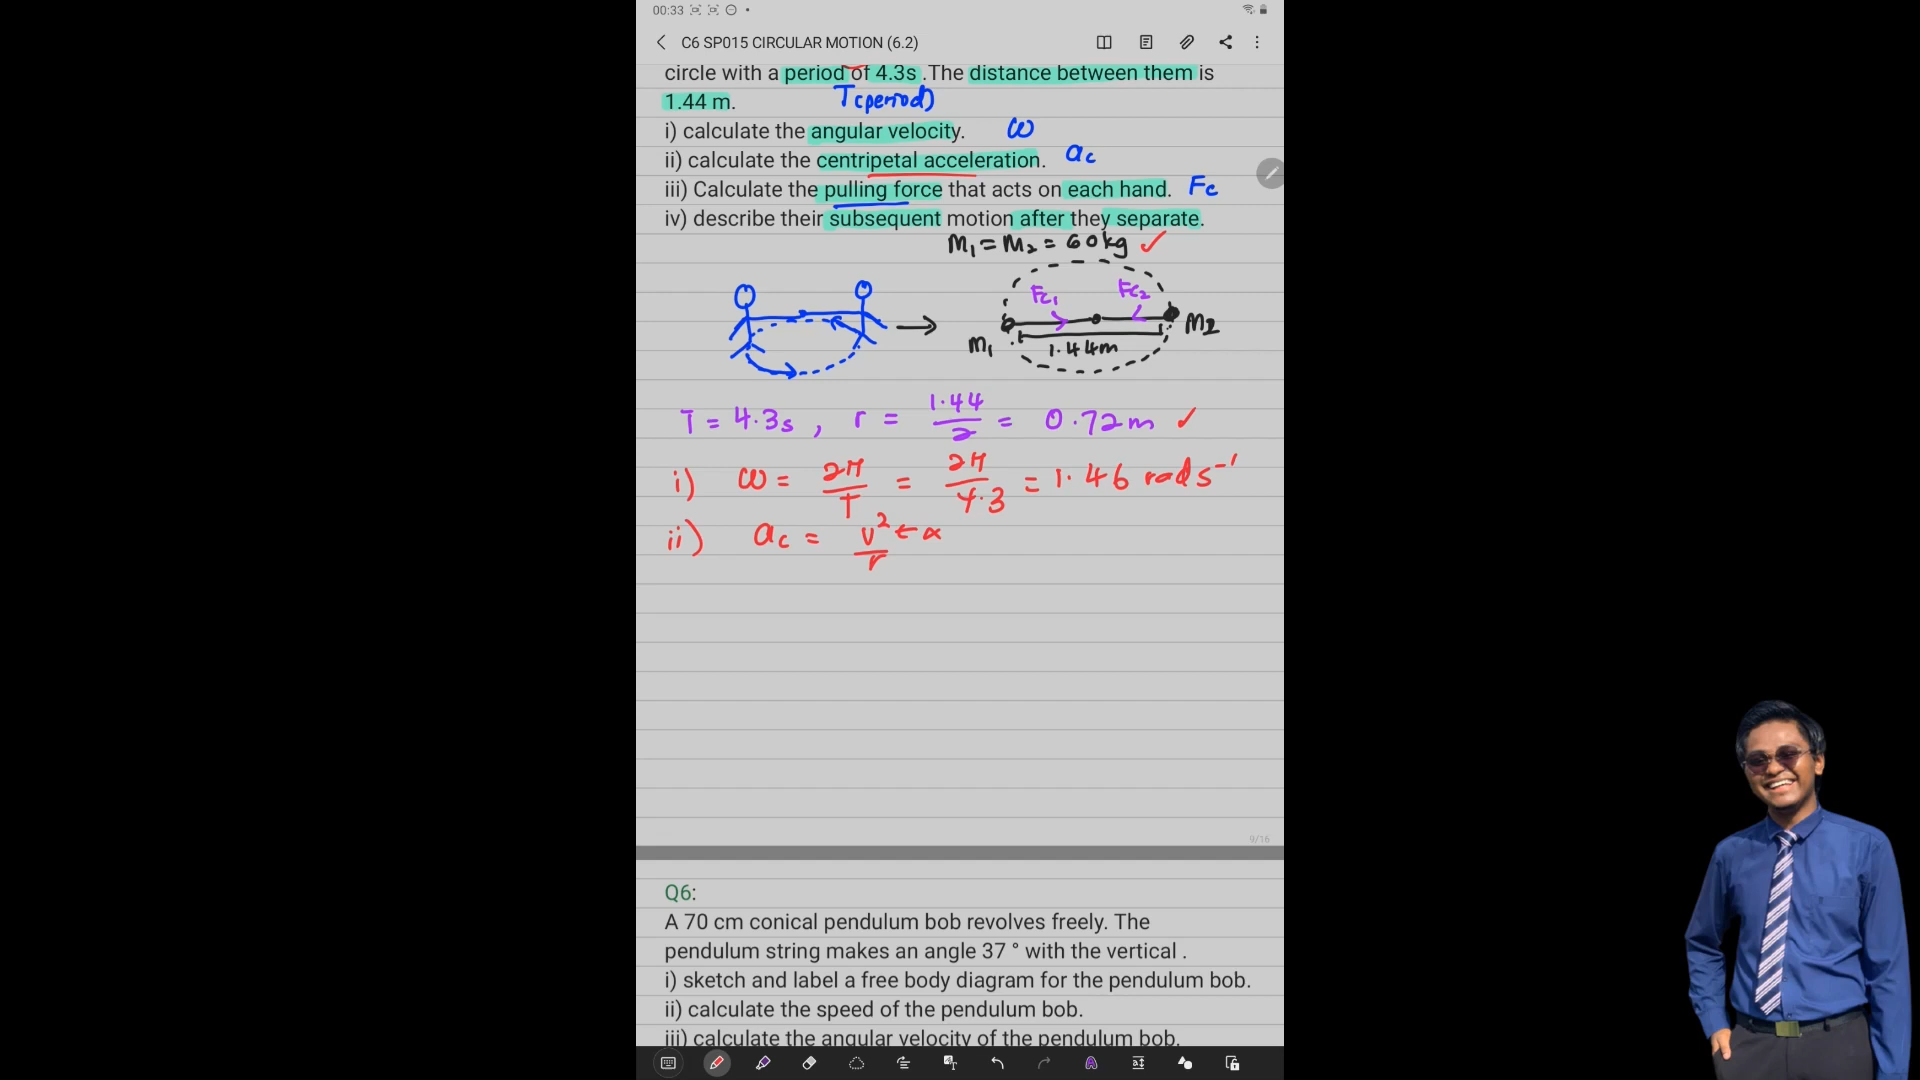 00:33
C6 SP015 CIRCULAR MOTION (6.2)
circle with a period of 4.3s .The distance between them is
1.44 m. T(period)
i) calculate the angular velocity. ω
ii) calculate the centripetal acceleration. ac
iii) Calculate the pulling force that acts on each hand. Fc
iv) describe their subsequent motion after they separate.
M₁ = M₂ = 60kg ✓
Fc₁ Fc₂
M₁ 1.44m M₂
T = 4.3s , r = 1.44/2 = 0.72m ✓
i) ω = 2π/T = 2π/4.3 = 1.46 rad s⁻¹
ii) ac = v²/r ← ×
9/16
Q6:
A 70 cm conical pendulum bob revolves freely. The
pendulum string makes an angle 37 ° with the vertical .
i) sketch and label a free body diagram for the pendulum bob.
ii) calculate the speed of the pendulum bob.
iii) calculate the angular velocity of the pendulum bob.